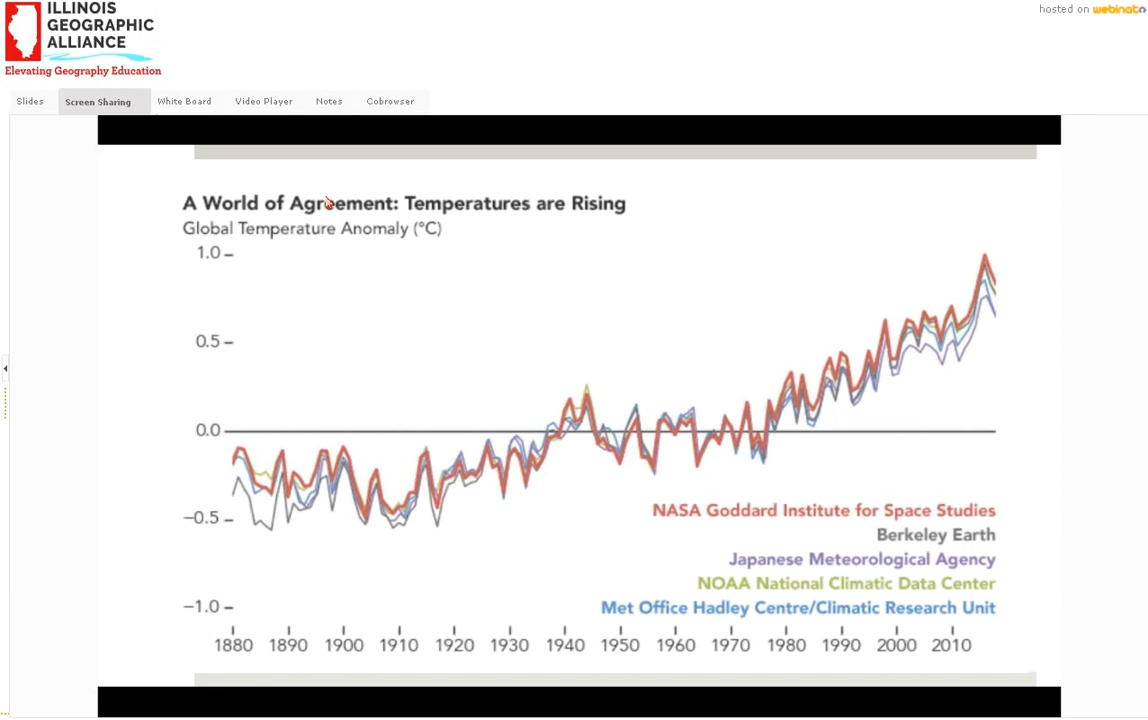 ILLINOIS
GEOGRAPHIC
ALLIANCE
Elevating Geography Education
hosted on webinato
Slides
Screen Sharing
White Board
Video Player
Notes
Cobrowser
A World of Agreement: Temperatures are Rising
Global Temperature Anomaly (°C)
1.0
0.5
0.0
−0.5
−1.0
NASA Goddard Institute for Space Studies
Berkeley Earth
Japanese Meteorological Agency
NOAA National Climatic Data Center
Met Office Hadley Centre/Climatic Research Unit
1880 1890 1900 1910 1920 1930 1940 1950 1960 1970 1980 1990 2000 2010